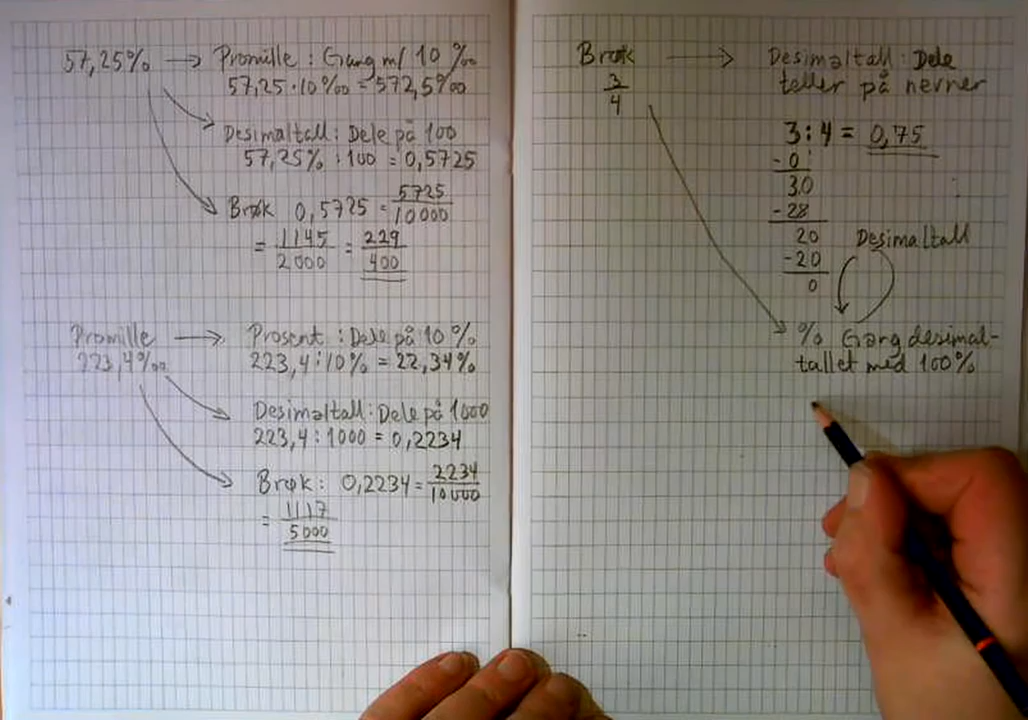 57,25% → Promille : Gang m/ 10 ‰
57,25 · 10‰ = 572,5‰
Desimaltall : Dele på 100
57,25% : 100 = 0,5725
Brøk 0,5725 = 5725/10000
= 1145/2000 = 229/400
Promille → Prosent : Dele på 10 %
223,4‰ 223,4 : 10% = 22,34%
Desimaltall : Dele på 1000
223,4 : 1000 = 0,2234
Brøk : 0,2234 = 2234/10000
= 1117/5000
Brøk → Desimaltall : Dele
3/4 teller på nevner
3 : 4 = 0,75
- 0
30
- 28
20 Desimaltall
- 20
0
% Gang desimal-
tallet med 100%